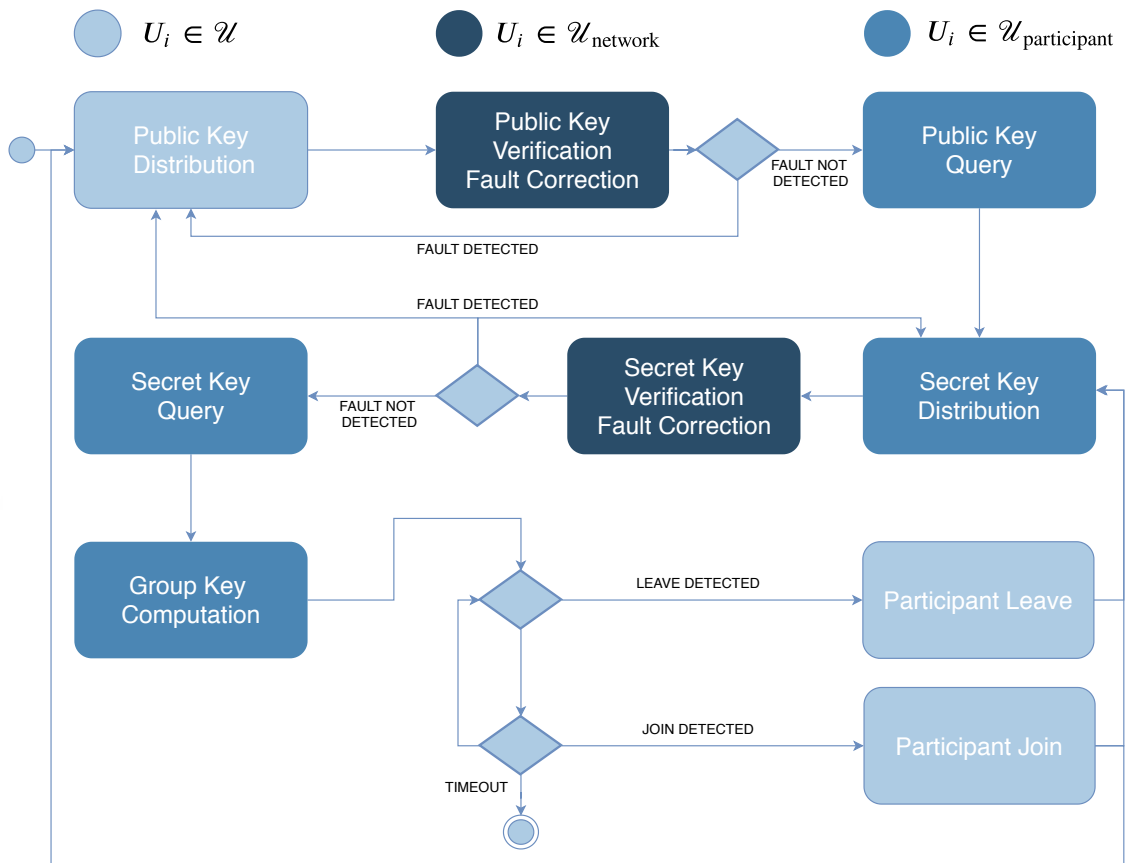 U_i ∈ 𝒰
U_i ∈ 𝒰_network
U_i ∈ 𝒰_participant
Public Key
Distribution
Public Key
Verification
Fault Correction
FAULT NOT
DETECTED
Public Key
Query
FAULT DETECTED
FAULT DETECTED
Secret Key
Query
FAULT NOT
DETECTED
Secret Key
Verification
Fault Correction
Secret Key
Distribution
Group Key
Computation
LEAVE DETECTED
Participant Leave
JOIN DETECTED
Participant Join
TIMEOUT